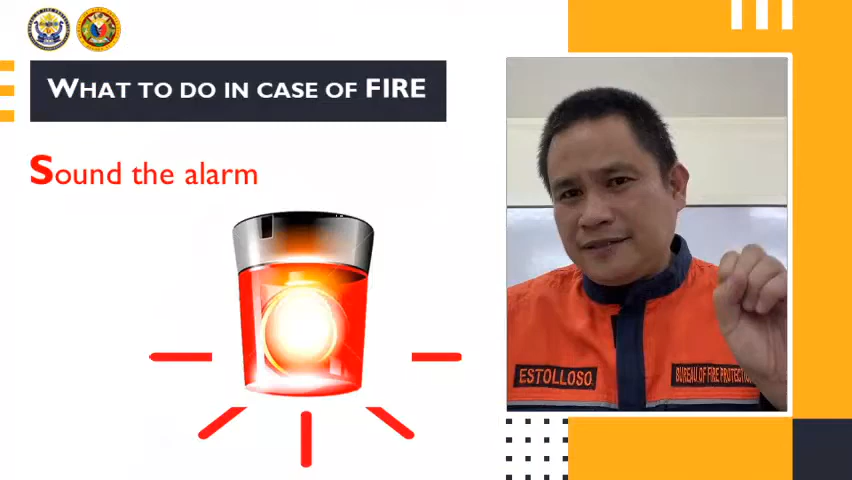 WHAT TO DO IN CASE OF FIRE
Sound the alarm
ESTOLLOSO
BUREAU OF FIRE PROTECTION